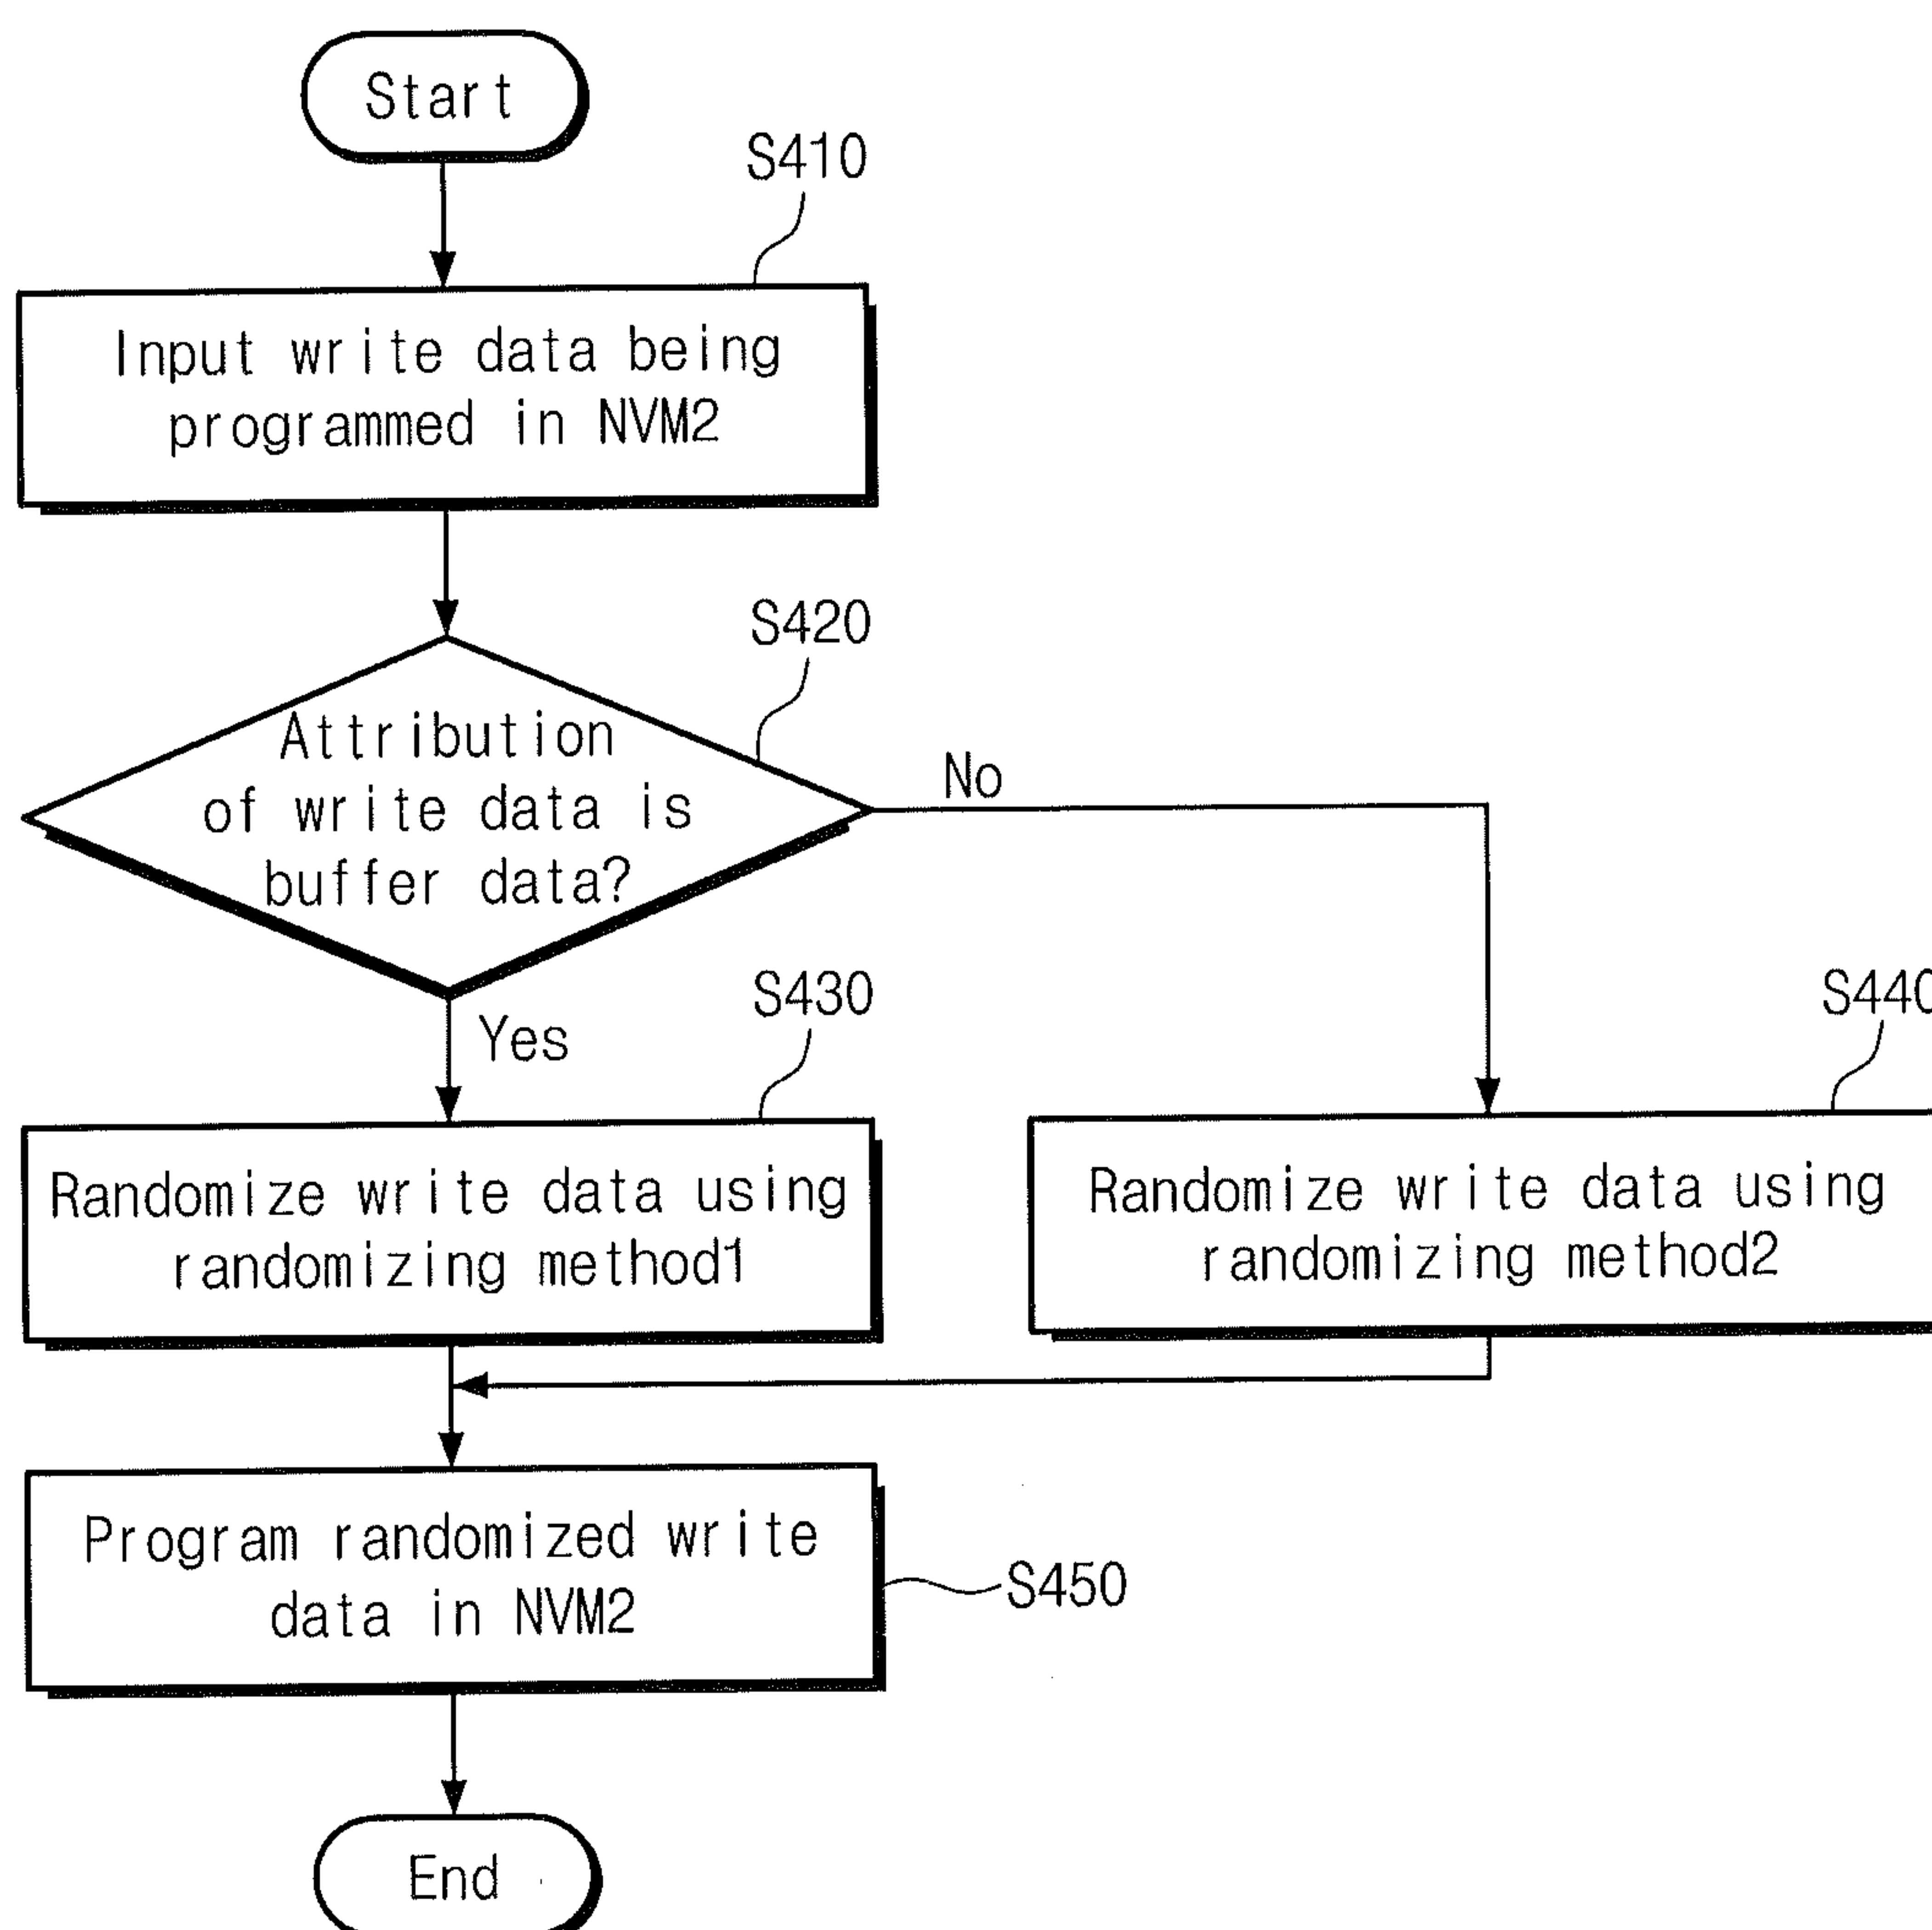 Start
S410
Input write data being
programmed in NVM2
S420
Attribution
of write data is
buffer data?
No
Yes
S430
S440
Randomize write data using
randomizing method1
Randomize write data using
randomizing method2
Program randomized write
data in NVM2
S450
End